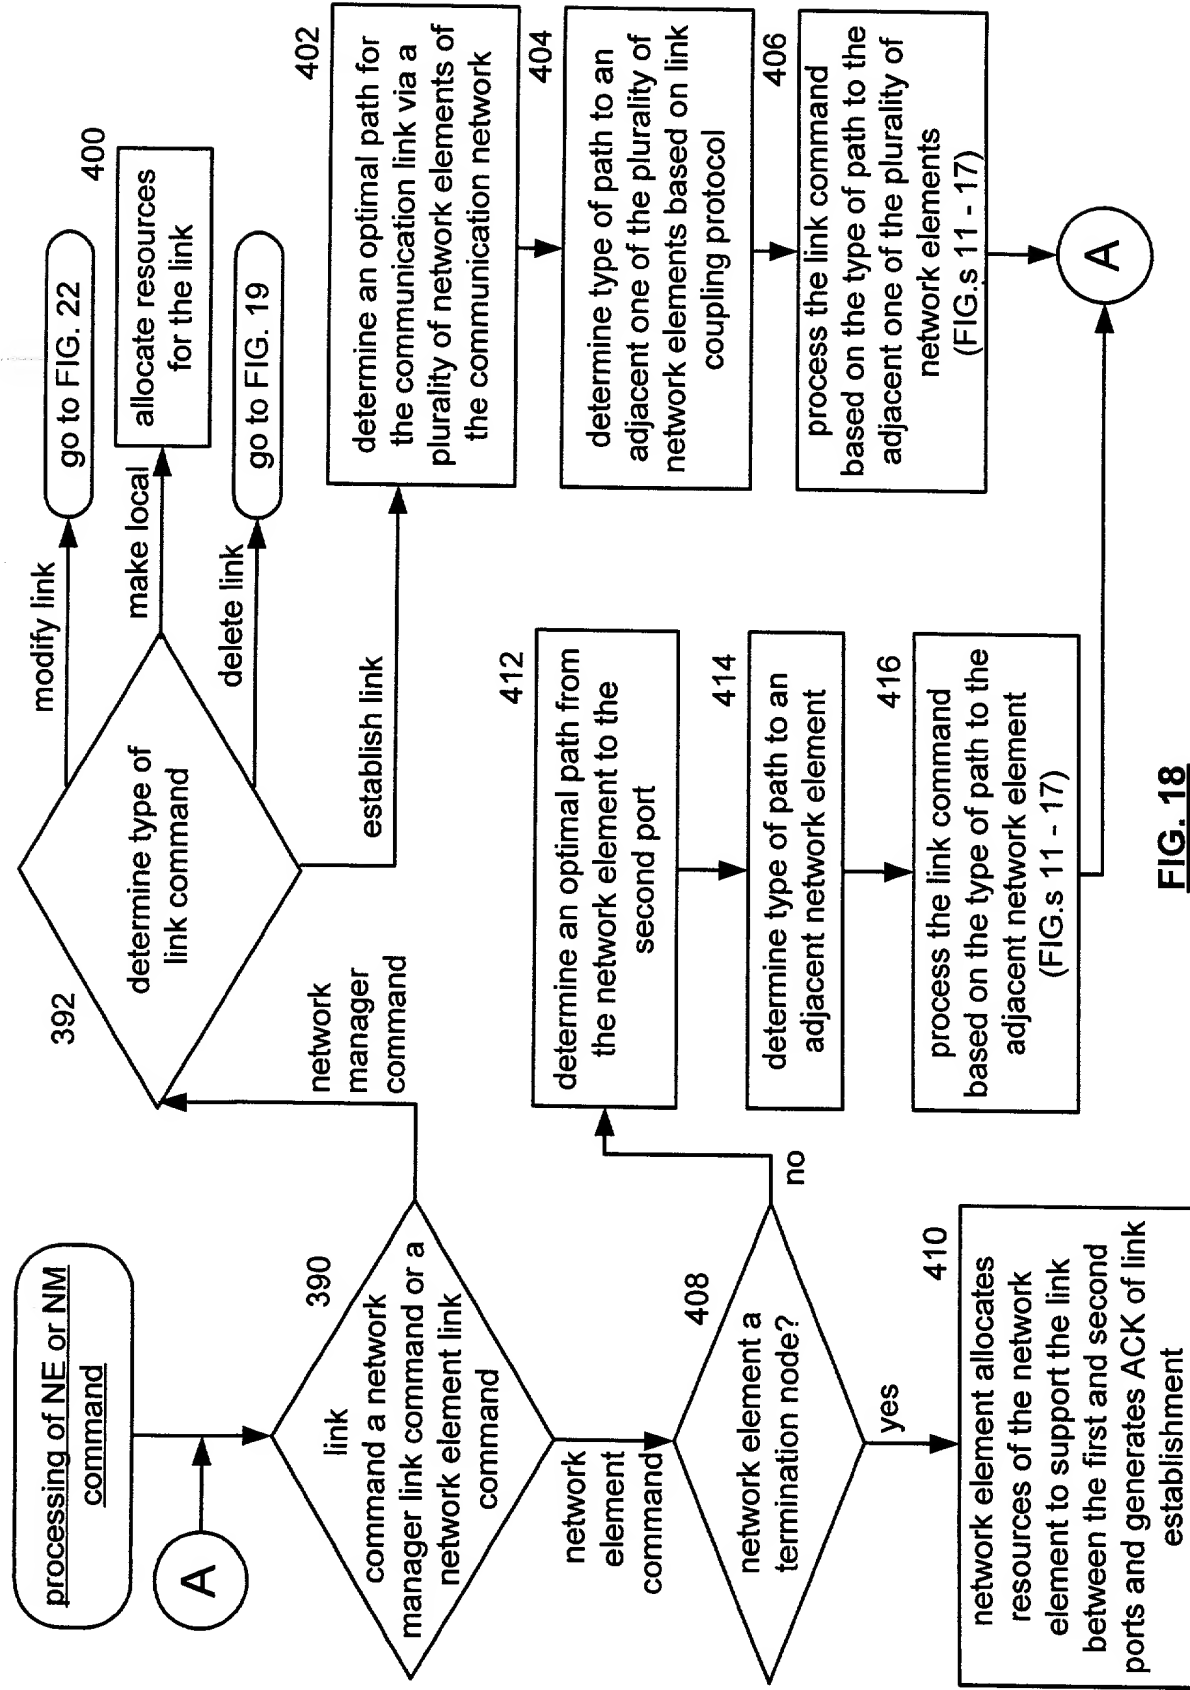 processing of NE or NM
command
A
390
link
command a network
manager link command or a
network element link
command
network
manager
command
392
determine type of
link command
modify link
go to FIG. 22
make local
400
allocate resources
for the link
delete link
go to FIG. 19
establish link
402
determine an optimal path for
the communication link via a
plurality of network elements of
the communication network
404
determine type of path to an
adjacent one of the plurality of
network elements based on link
coupling protocol
406
process the link command
based on the type of path to the
adjacent one of the plurality of
network elements
(FIG.s 11 - 17)
A
network
element
command
408
network element a
termination node?
no
412
determine an optimal path from
the network element to the
second port
414
determine type of path to an
adjacent network element
416
process the link command
based on the type of path to the
adjacent network element
(FIG.s 11 - 17)
yes
410
network element allocates
resources of the network
element to support the link
between the first and second
ports and generates ACK of link
establishment
FIG. 18